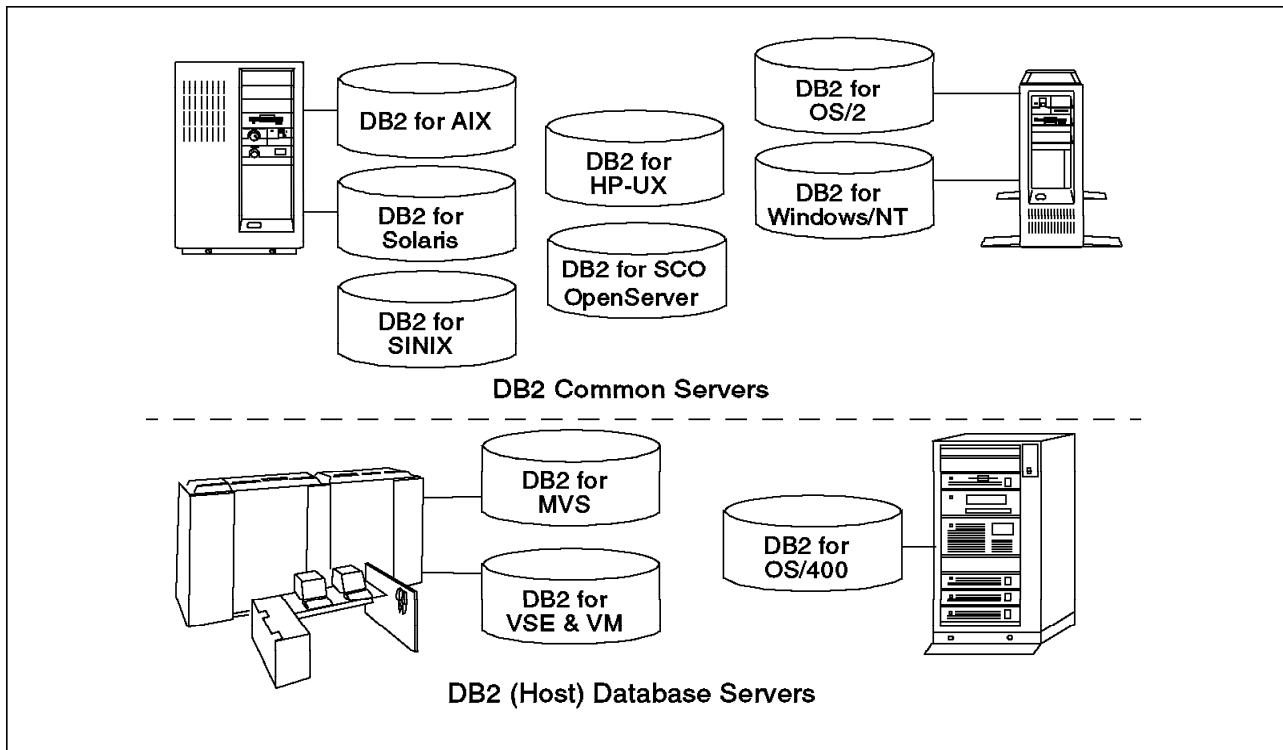 DB2 for AIX
DB2 for
Solaris
DB2 for
SINIX
DB2 for
HP-UX
DB2 for SCO
OpenServer
DB2 for
OS/2
DB2 for
Windows/NT
DB2 Common Servers
DB2 for
MVS
DB2 for
VSE & VM
DB2 for
OS/400
DB2 (Host) Database Servers